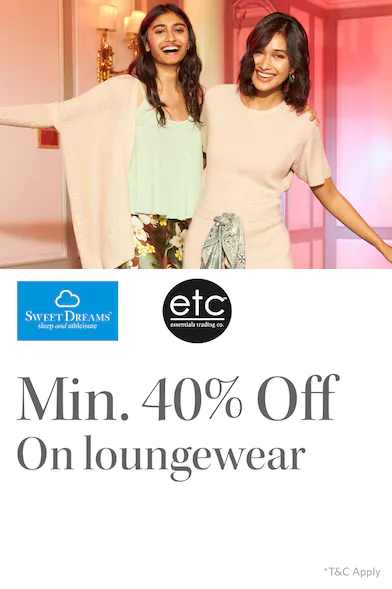 SWEET DREAMS®
sleep and athleisure
etc
essentials trading co.
Min. 40% Off
On loungewear
*T&C Apply